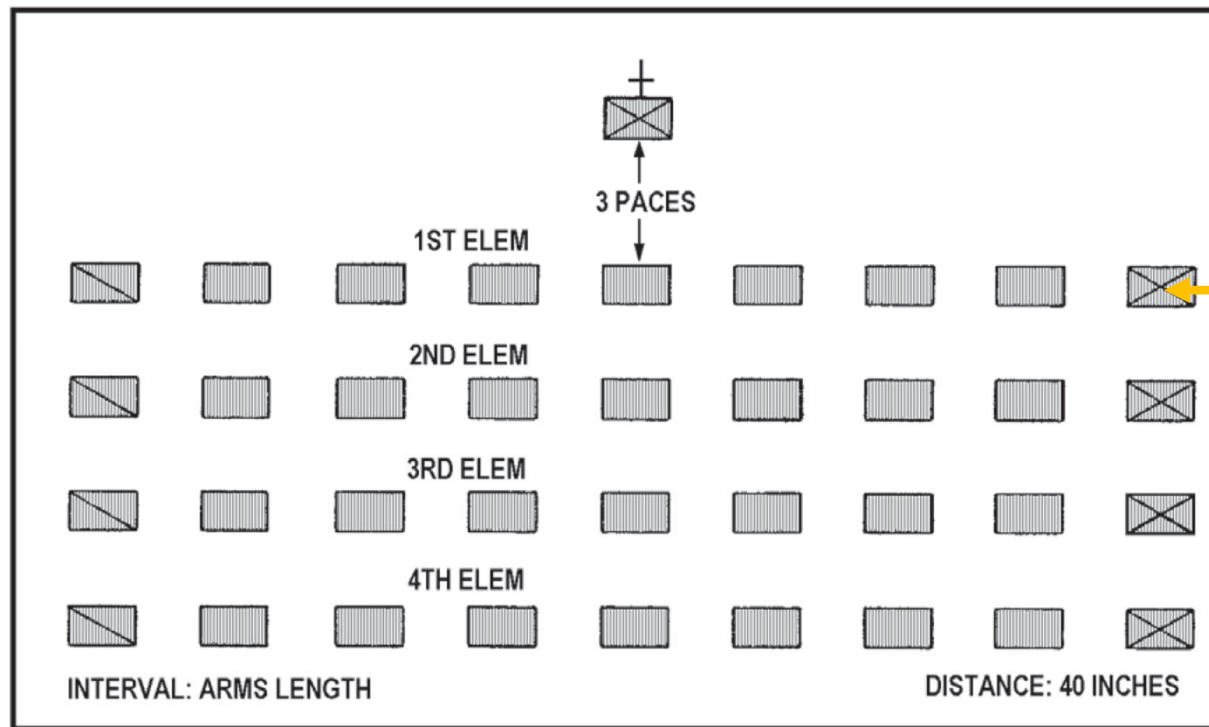 3 PACES
1ST ELEM
2ND ELEM
3RD ELEM
4TH ELEM
INTERVAL: ARMS LENGTH
DISTANCE: 40 INCHES